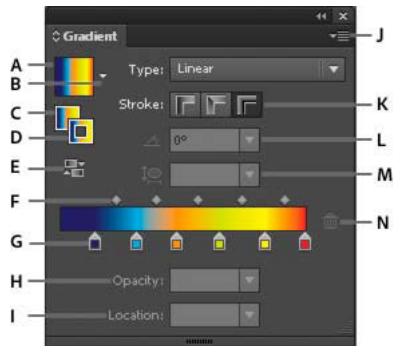 Gradient
J
A
Type: Linear
B
Stroke:
K
C
D
0°
L
E
M
F
N
G
H
Opacity:
I
Location: